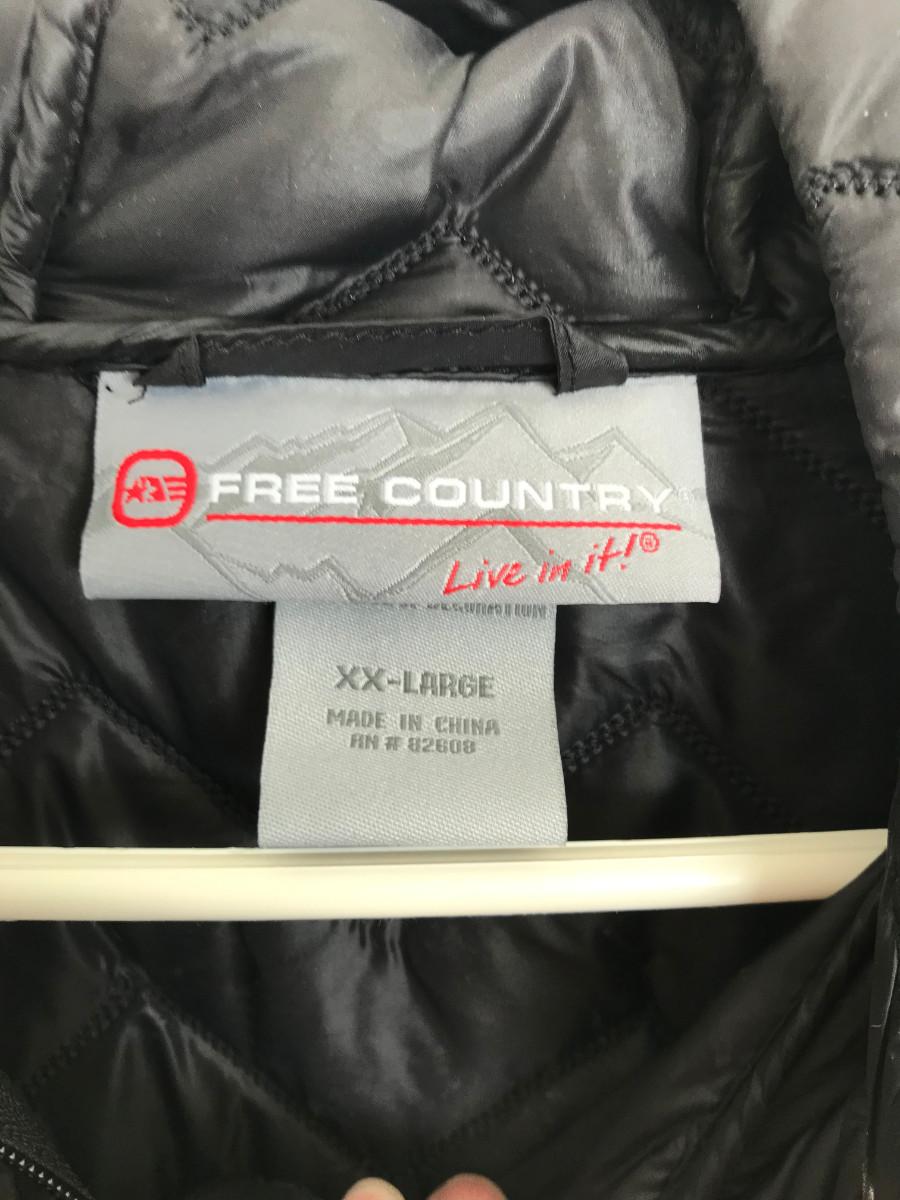 FREE COUNTRY®
Live in it!®
XX-LARGE
MADE IN CHINA
RN # 82608